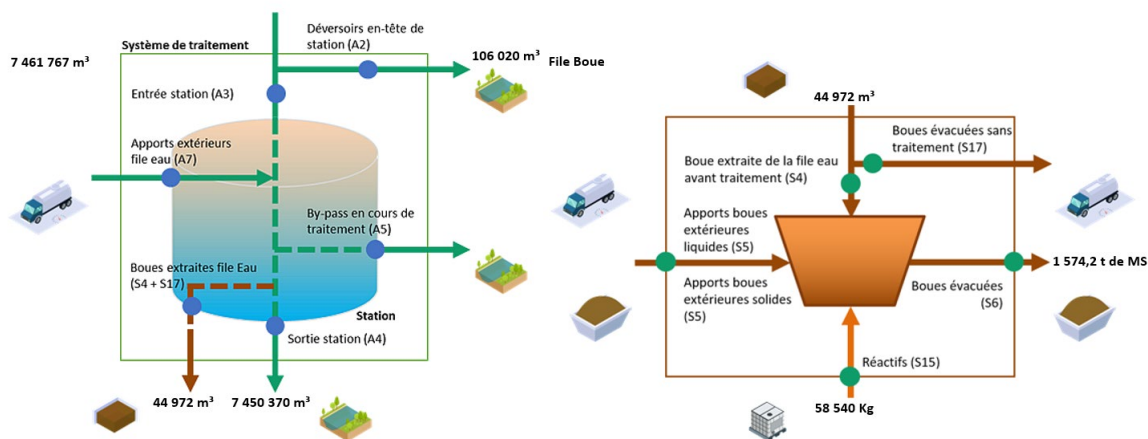 Déversoirs en-tête de
station (A2)
Système de traitement
7 461 767 m³
106 020 m³
File Boue
Entrée station (A3)
Apports extérieurs
file eau (A7)
By-pass en cours de
traitement (A5)
Boues extraites file Eau
(S4 + S17)
Station
Sortie station (A4)
44 972 m³
7 450 370 m³
44 972 m³
Boues évacuées sans
traitement (S17)
Boue extraite de la file eau
avant traitement (S4)
Apports boues
extérieures
liquides (S5)
Apports boues
extérieures solides
(S5)
1 574,2 t de MS
Boues évacuées
(S6)
Réactifs (S15)
58 540 Kg